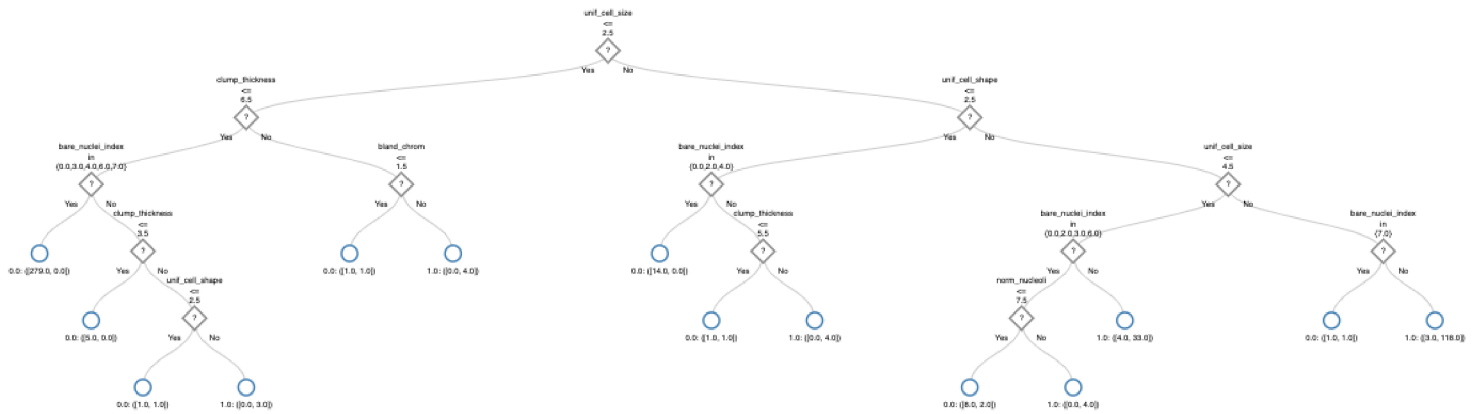 unif_cell_size
<=
2.5
?
Yes No
clump_thickness
<=
6.5
?
Yes No
unif_cell_shape
<=
2.5
?
Yes No
bare_nuclei_index
in
{0.0,3.0,4.0,6.0,7.0}
?
Yes No
bland_chrom
<=
1.5
?
Yes No
bare_nuclei_index
in
{0.0,2.0,4.0}
?
Yes No
unif_cell_size
<=
4.5
?
Yes No
0.0: ([279.0, 0.0])
clump_thickness
<=
3.5
?
Yes No
0.0: ([1.0, 1.0])
1.0: ([0.0, 4.0])
0.0: ([14.0, 0.0])
clump_thickness
<=
5.5
?
Yes No
bare_nuclei_index
in
{0.0,2.0,3.0,6.0}
?
Yes No
bare_nuclei_index
in
{7.0}
?
Yes No
0.0: ([5.0, 0.0])
unif_cell_shape
<=
2.5
?
Yes No
0.0: ([1.0, 1.0])
1.0: ([0.0, 4.0])
norm_nucleoli
<=
7.5
?
Yes No
1.0: ([4.0, 33.0])
0.0: ([1.0, 1.0])
1.0: ([3.0, 118.0])
0.0: ([1.0, 1.0])
1.0: ([0.0, 3.0])
0.0: ([8.0, 2.0])
1.0: ([0.0, 4.0])